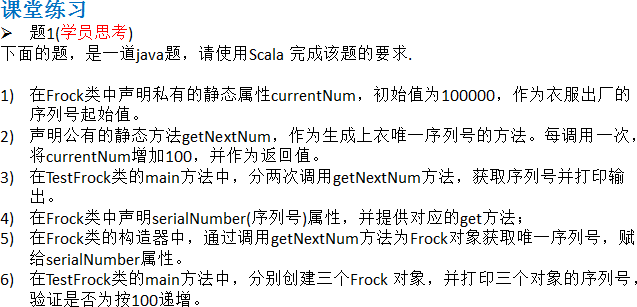 课堂练习
➢ 题1(学员思考)
下面的题，是一道java题，请使用Scala 完成该题的要求.
1) 在Frock类中声明私有的静态属性currentNum，初始值为100000，作为衣服出厂的
序列号起始值。
2) 声明公有的静态方法getNextNum，作为生成上衣唯一序列号的方法。每调用一次，
将currentNum增加100，并作为返回值。
3) 在TestFrock类的main方法中，分两次调用getNextNum方法，获取序列号并打印输
出。
4) 在Frock类中声明serialNumber(序列号)属性，并提供对应的get方法；
5) 在Frock类的构造器中，通过调用getNextNum方法为Frock对象获取唯一序列号，赋
给serialNumber属性。
6) 在TestFrock类的main方法中，分别创建三个Frock 对象，并打印三个对象的序列号，
验证是否为按100递增。